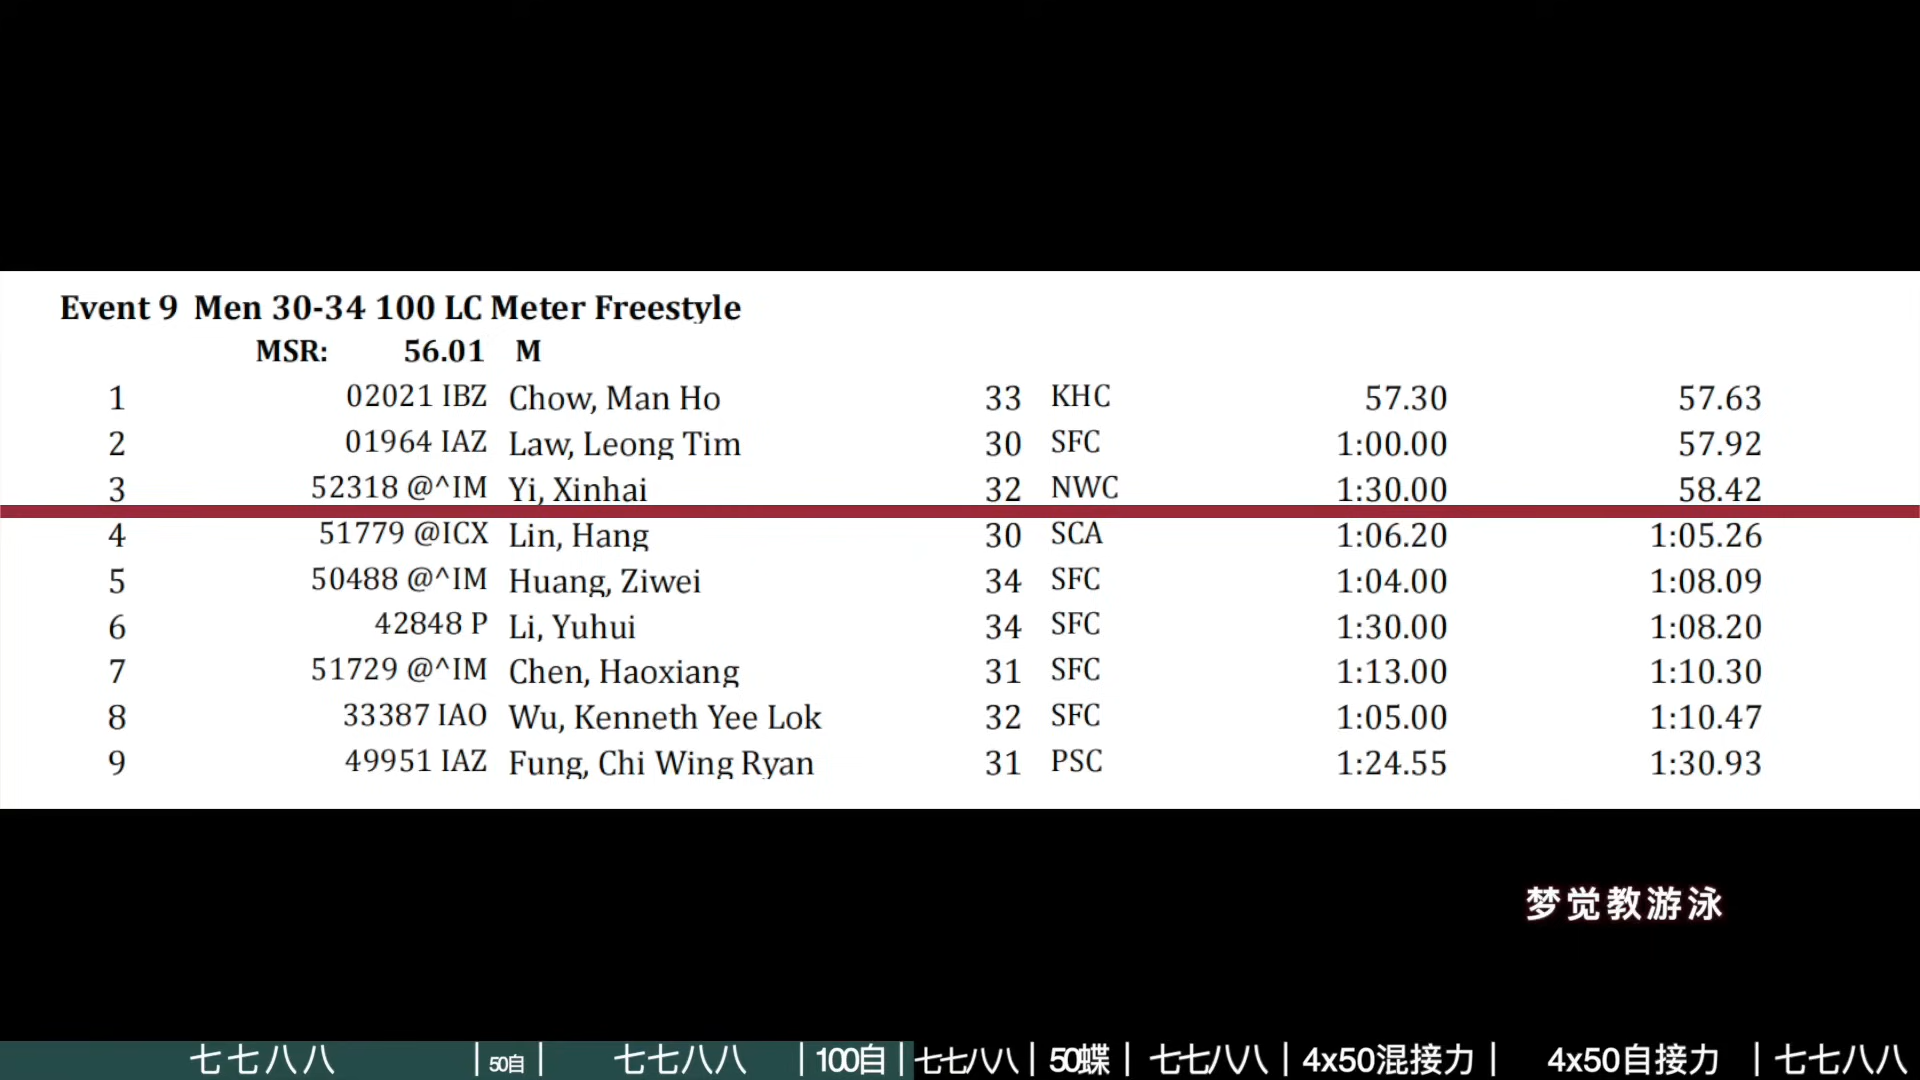 Event 9 Men 30-34 100 LC Meter Freestyle
MSR: 56.01 M
1 02021 IBZ Chow, Man Ho 33 KHC 57.30 57.63
2 01964 IAZ Law, Leong Tim 30 SFC 1:00.00 57.92
3 52318 @^IM Yi, Xinhai 32 NWC 1:30.00 58.42
4 51779 @ICX Lin, Hang 30 SCA 1:06.20 1:05.26
5 50488 @^IM Huang, Ziwei 34 SFC 1:04.00 1:08.09
6 42848 P Li, Yuhui 34 SFC 1:30.00 1:08.20
7 51729 @^IM Chen, Haoxiang 31 SFC 1:13.00 1:10.30
8 33387 IAO Wu, Kenneth Yee Lok 32 SFC 1:05.00 1:10.47
9 49951 IAZ Fung, Chi Wing Ryan 31 PSC 1:24.55 1:30.93
梦觉教游泳
七七八八 | 50自 | 七七八八 | 100自 | 七七八八 | 50蝶 | 七七八八 | 4x50混接力 | 4x50自接力 | 七七八八